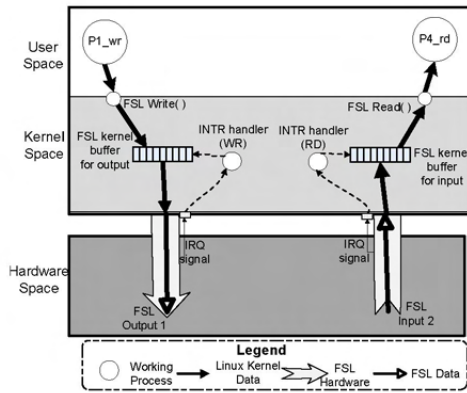 User
Space
P1_wr
P4_rd
FSL Write( )
FSL Read( )
Kernel
Space
FSL kernel
buffer
for output
INTR handler
(WR)
INTR handler
(RD)
FSL kernel
buffer
for input
IRQ
signal
IRQ
signal
Hardware
Space
FSL
Output 1
FSL
Input 2
Legend
Working
Process
Linux Kernel
Data
FSL
Hardware
FSL Data